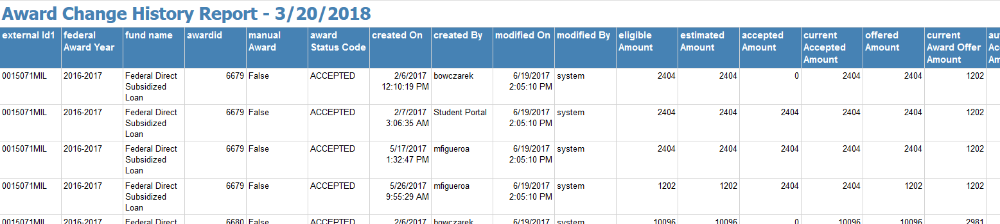 Award Change History Report - 3/20/2018
external Id1 federal Award Year fund name awardid manual Award award Status Code created On created By modified On modified By eligible Amount estimated Amount accepted Amount current Accepted Amount offered Amount current Award Offer Amount
0015071MIL 2016-2017 Federal Direct Subsidized Loan 6679 False ACCEPTED 2/6/2017 12:10:19 PM bowczarek 6/19/2017 2:05:10 PM system 2404 2404 0 2404 2404 1202
0015071MIL 2016-2017 Federal Direct Subsidized Loan 6679 False ACCEPTED 2/7/2017 3:06:35 AM Student Portal 6/19/2017 2:05:10 PM system 2404 2404 2404 2404 2404 1202
0015071MIL 2016-2017 Federal Direct Subsidized Loan 6679 False ACCEPTED 5/17/2017 1:32:47 PM mfigueroa 6/19/2017 2:05:10 PM system 2404 2404 2404 2404 2404 1202
0015071MIL 2016-2017 Federal Direct Subsidized Loan 6679 False ACCEPTED 5/26/2017 9:55:29 AM mfigueroa 6/19/2017 2:05:10 PM system 1202 1202 2404 2404 1202 1202
0015071MIL 2016-2017 Federal Direct 6680 False ACCEPTED 2/6/2017 bowczarek 6/19/2017 system 10096 10096 0 10096 10096 2981